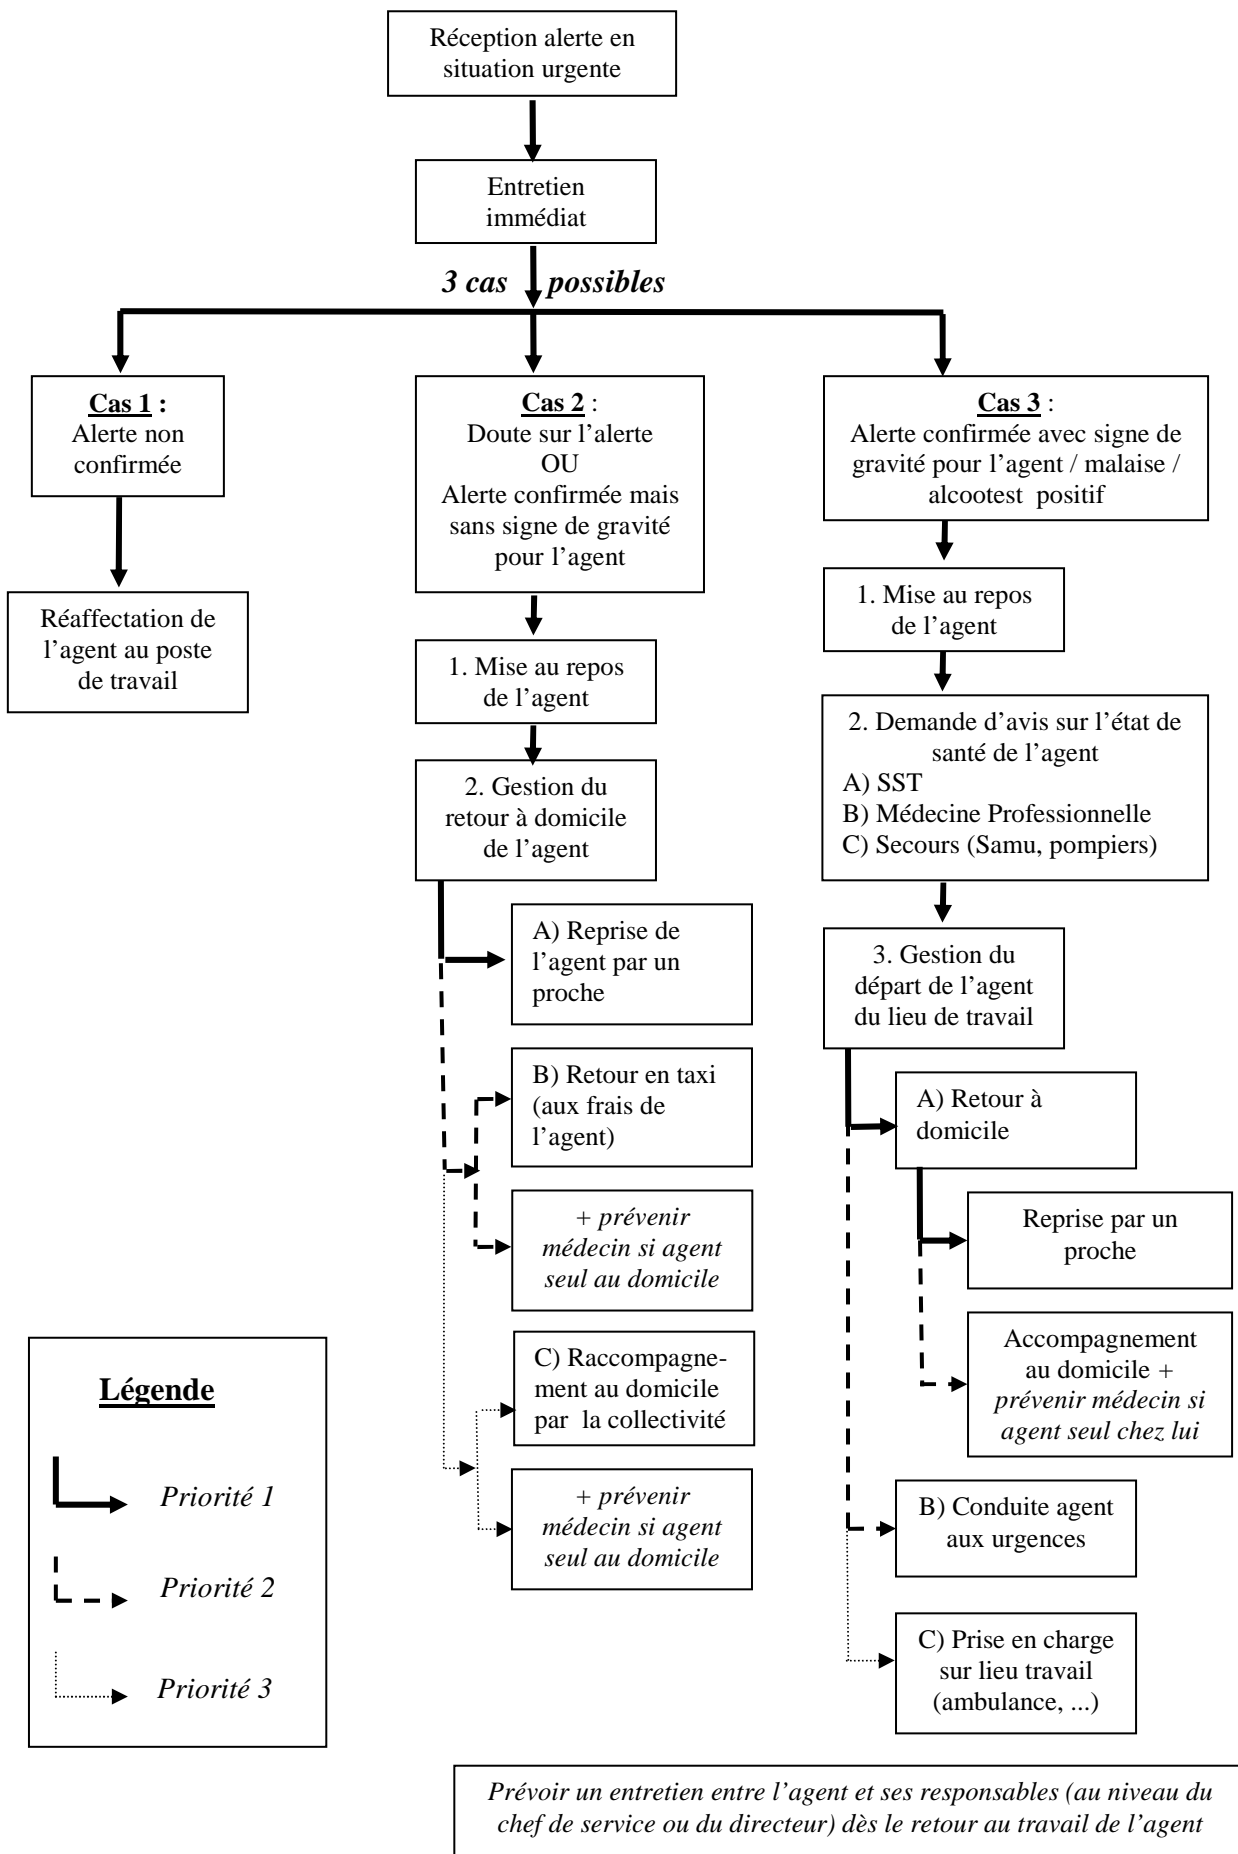 Réception alerte en
situation urgente
Entretien
immédiat
3 cas possibles
Cas 1 :
Alerte non
confirmée
Réaffectation de
l’agent au poste
de travail
Cas 2 :
Doute sur l’alerte
OU
Alerte confirmée mais
sans signe de gravité
pour l’agent
1. Mise au repos
de l’agent
2. Gestion du
retour à domicile
de l’agent
A) Reprise de
l’agent par un
proche
B) Retour en taxi
(aux frais de
l’agent)
+ prévenir
médecin si agent
seul au domicile
C) Raccompagne-
ment au domicile
par la collectivité
+ prévenir
médecin si agent
seul au domicile
Cas 3 :
Alerte confirmée avec signe de
gravité pour l’agent / malaise /
alcootest positif
1. Mise au repos
de l’agent
2. Demande d’avis sur l’état de
santé de l’agent
A) SST
B) Médecine Professionnelle
C) Secours (Samu, pompiers)
3. Gestion du
départ de l’agent
du lieu de travail
A) Retour à
domicile
Reprise par un
proche
Accompagnement
au domicile +
prévenir médecin si
agent seul chez lui
B) Conduite agent
aux urgences
C) Prise en charge
sur lieu travail
(ambulance, ...)
Légende
Priorité 1
Priorité 2
Priorité 3
Prévoir un entretien entre l’agent et ses responsables (au niveau du
chef de service ou du directeur) dès le retour au travail de l’agent